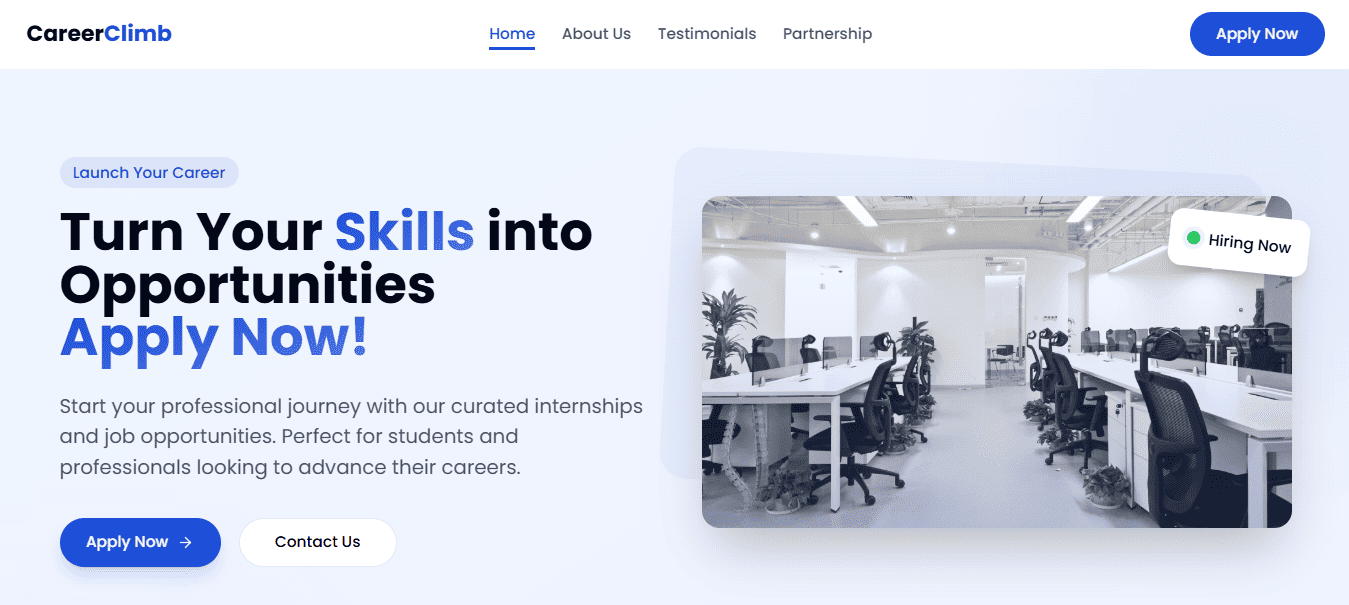 CareerClimb
Home
About Us
Testimonials
Partnership
Apply Now
Launch Your Career
Turn Your Skills into
Opportunities
Apply Now!
Start your professional journey with our curated internships
and job opportunities. Perfect for students and
professionals looking to advance their careers.
Apply Now →
Contact Us
Hiring Now